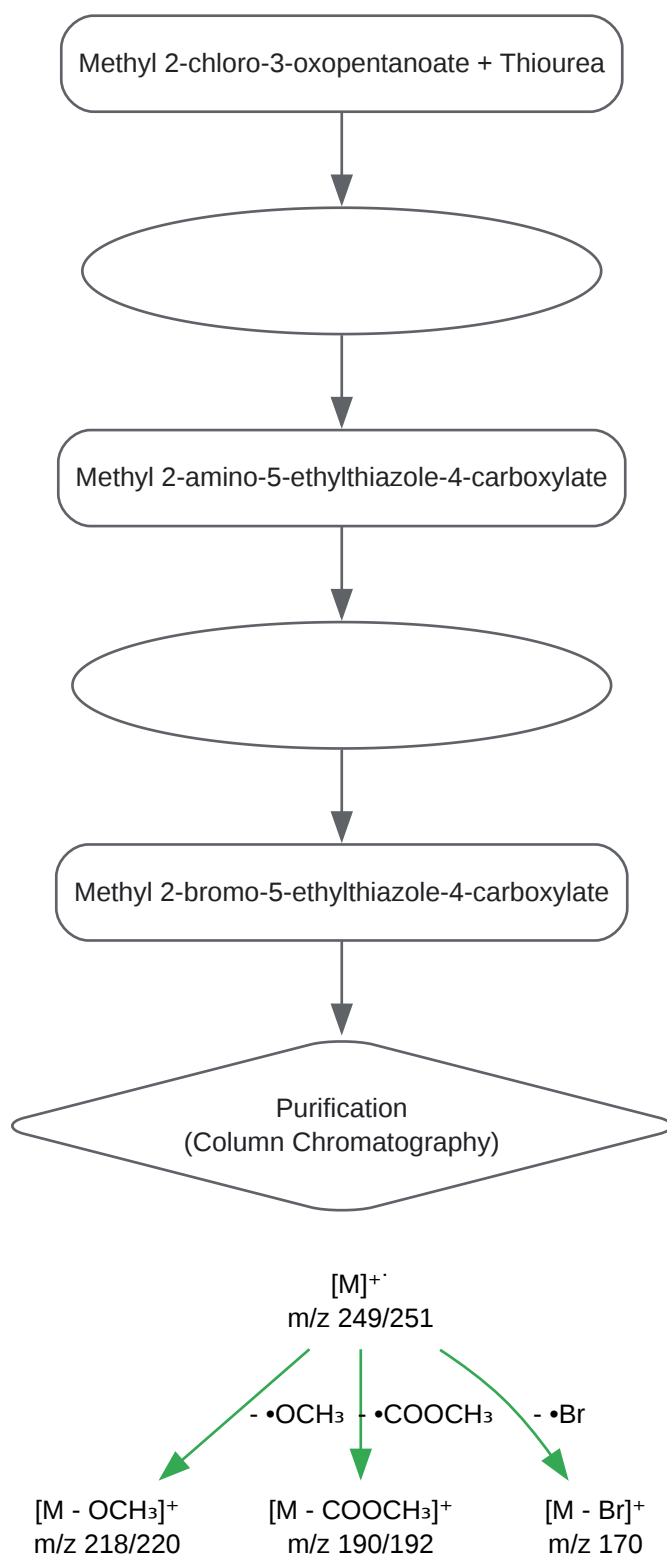 Methyl 2-chloro-3-oxopentanoate + Thiourea
Methyl 2-amino-5-ethylthiazole-4-carboxylate
Methyl 2-bromo-5-ethylthiazole-4-carboxylate
Purification
(Column Chromatography)
[M]⁺˙
m/z 249/251
- •OCH₃ - •COOCH₃ - •Br
[M - OCH₃]⁺ [M - COOCH₃]⁺ [M - Br]⁺
m/z 218/220 m/z 190/192 m/z 170